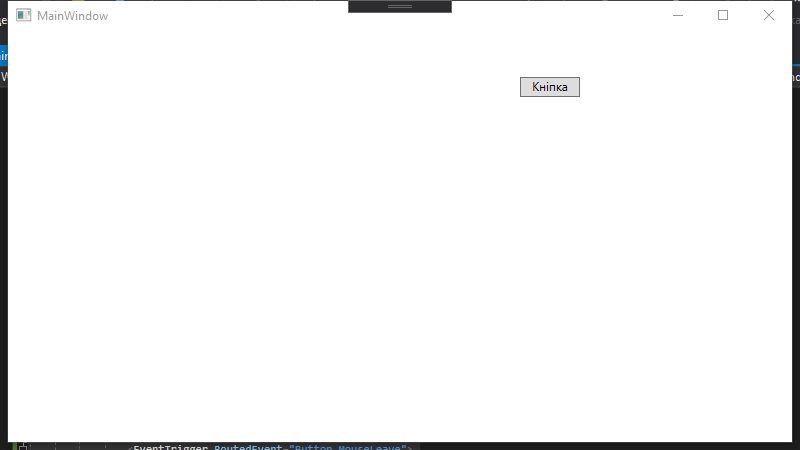 MainWindow
Кніпка
<EventTrigger RoutedEvent="Button.MouseLeave">